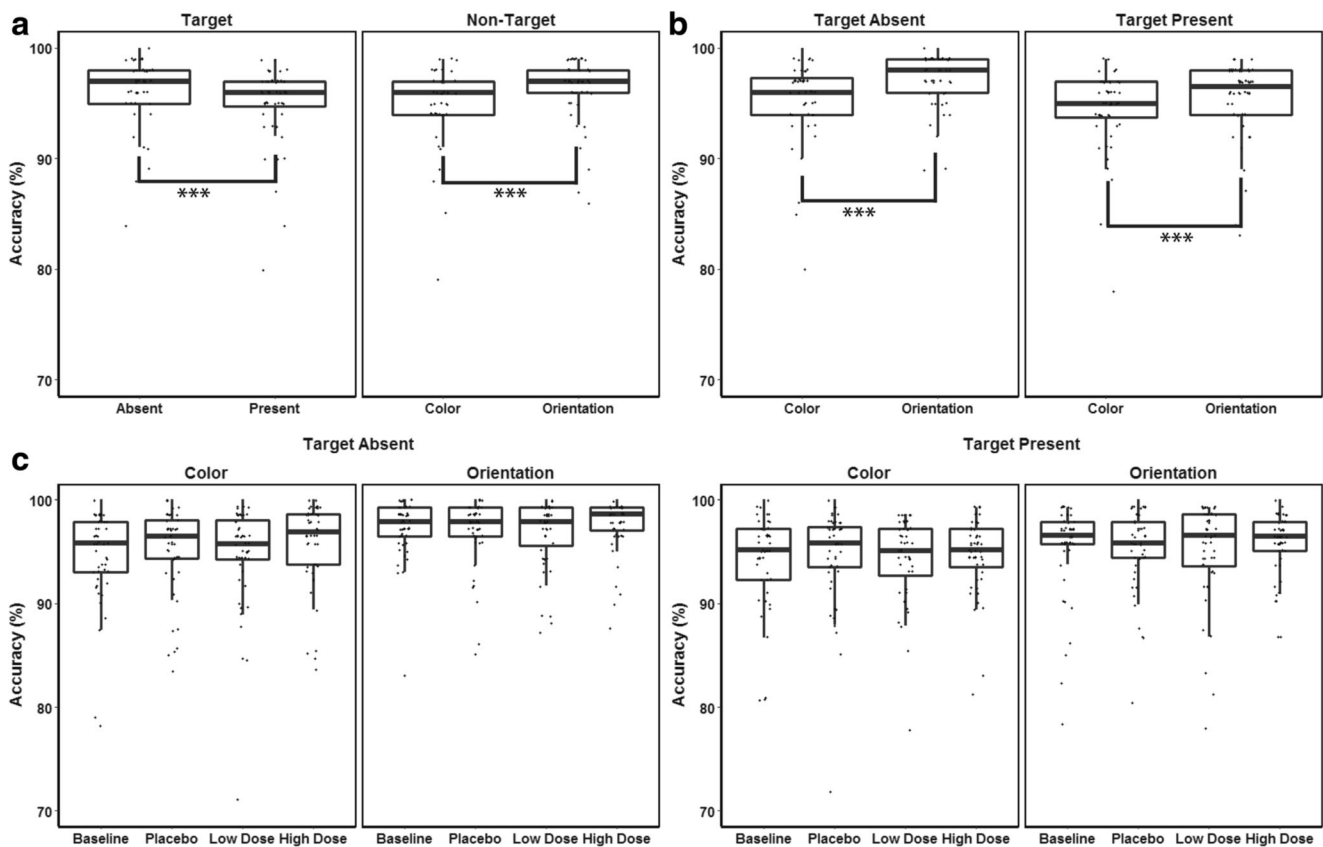 a
Target
Non-Target
Accuracy (%)
100
90
80
70
***
***
Absent
Present
Color
Orientation
b
Target Absent
Target Present
Accuracy (%)
100
90
80
70
***
***
Color
Orientation
Color
Orientation
c
Target Absent
Color
Orientation
Accuracy (%)
100
90
80
70
Baseline Placebo Low Dose High Dose
Baseline Placebo Low Dose High Dose
Target Present
Color
Orientation
Accuracy (%)
100
90
80
70
Baseline Placebo Low Dose High Dose
Baseline Placebo Low Dose High Dose